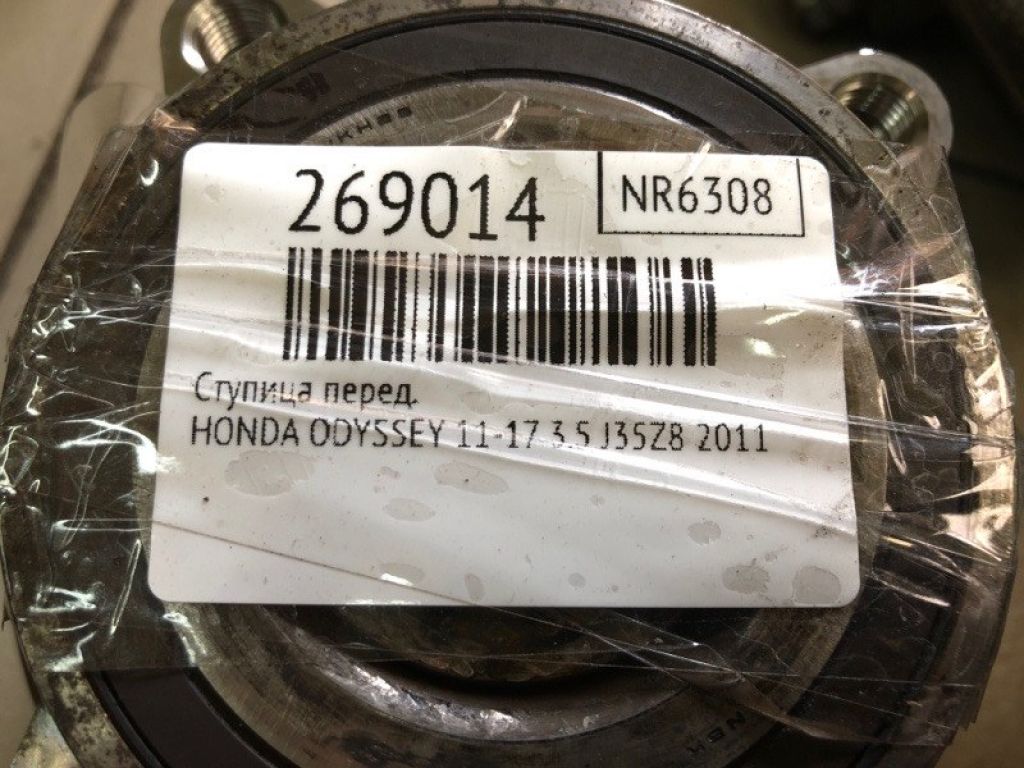 269014
NR6308
Ступица перед.
HONDA ODYSSEY 11-17 3.5 J35Z8 2011